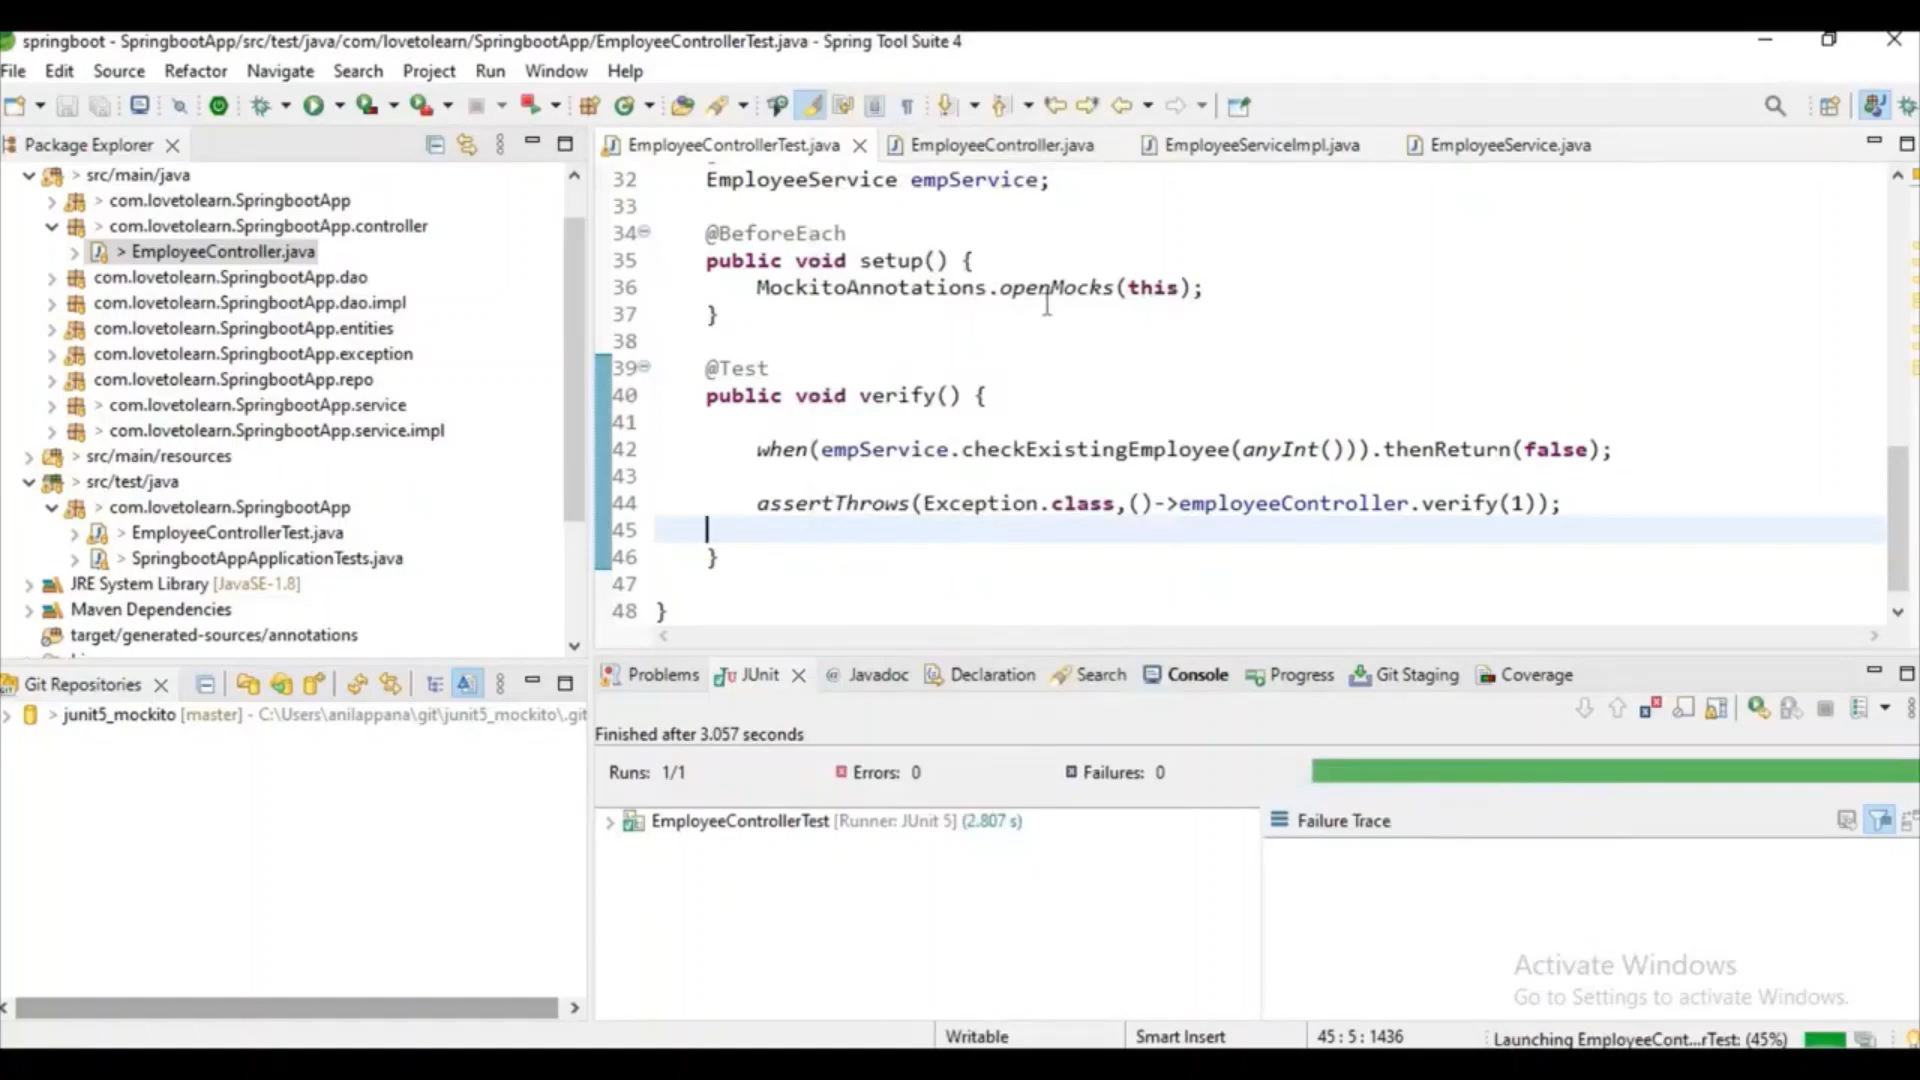 springboot - SpringbootApp/src/test/java/com/lovetolearn/SpringbootApp/EmployeeControllerTest.java - Spring Tool Suite 4
File Edit Source Refactor Navigate Search Project Run Window Help
Package Explorer
> src/main/java
> com.lovetolearn.SpringbootApp
> com.lovetolearn.SpringbootApp.controller
> EmployeeController.java
com.lovetolearn.SpringbootApp.dao
com.lovetolearn.SpringbootApp.dao.impl
com.lovetolearn.SpringbootApp.entities
com.lovetolearn.SpringbootApp.exception
com.lovetolearn.SpringbootApp.repo
> com.lovetolearn.SpringbootApp.service
> com.lovetolearn.SpringbootApp.service.impl
> src/main/resources
> src/test/java
> com.lovetolearn.SpringbootApp
> EmployeeControllerTest.java
> SpringbootAppApplicationTests.java
JRE System Library [JavaSE-1.8]
Maven Dependencies
target/generated-sources/annotations
Git Repositories
> junit5_mockito [master] - C:\Users\anilappana\git\junit5_mockito\.git
EmployeeControllerTest.java EmployeeController.java EmployeeServiceImpl.java EmployeeService.java
32 EmployeeService empService;
33
34 @BeforeEach
35 public void setup() {
36 MockitoAnnotations.openMocks(this);
37 }
38
39 @Test
40 public void verify() {
41
42 when(empService.checkExistingEmployee(anyInt())).thenReturn(false);
43
44 assertThrows(Exception.class,()->employeeController.verify(1));
45
46 }
47
48 }
Problems JUnit Javadoc Declaration Search Console Progress Git Staging Coverage
Finished after 3.057 seconds
Runs: 1/1 Errors: 0 Failures: 0
EmployeeControllerTest [Runner: JUnit 5] (2.807 s)
Failure Trace
Activate Windows
Go to Settings to activate Windows.
Writable Smart Insert 45 : 5 : 1436 Launching EmployeeCont...rTest: (45%)